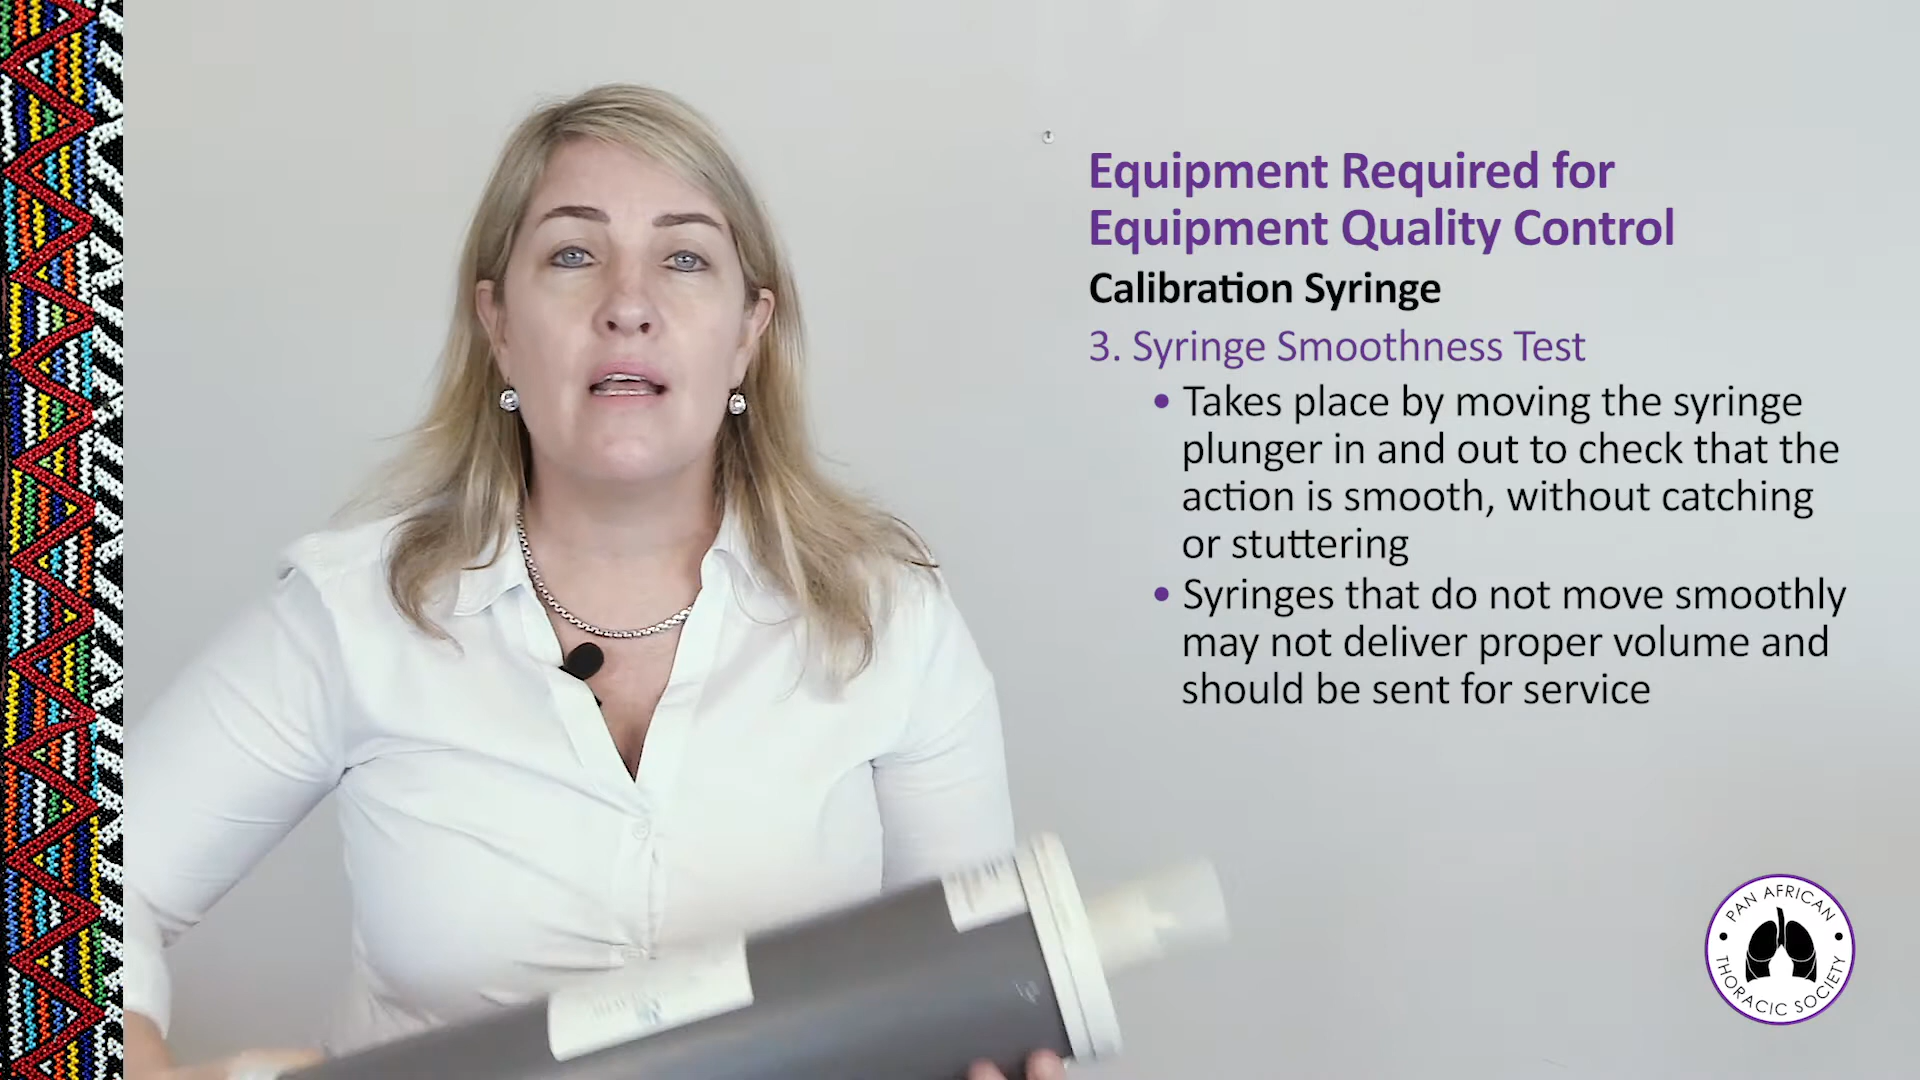 Equipment Required for
Equipment Quality Control
Calibration Syringe
3. Syringe Smoothness Test
• Takes place by moving the syringe
plunger in and out to check that the
action is smooth, without catching
or stuttering
• Syringes that do not move smoothly
may not deliver proper volume and
should be sent for service
PAN AFRICAN
THORACIC SOCIETY